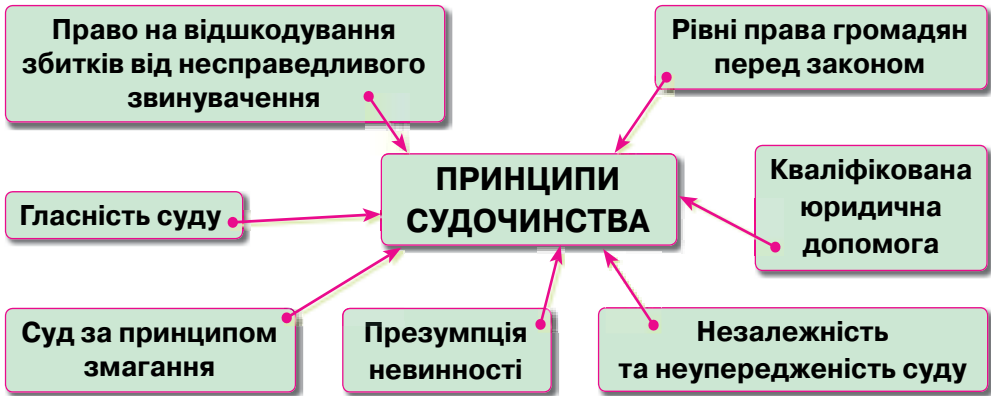 Право на відшкодування
збитків від несправедливого
звинувачення
Рівні права громадян
перед законом
ПРИНЦИПИ
СУДОЧИНСТВА
Кваліфікована
юридична
допомога
Гласність суду
Суд за принципом
змагання
Презумпція
невинності
Незалежність
та неупередженість суду